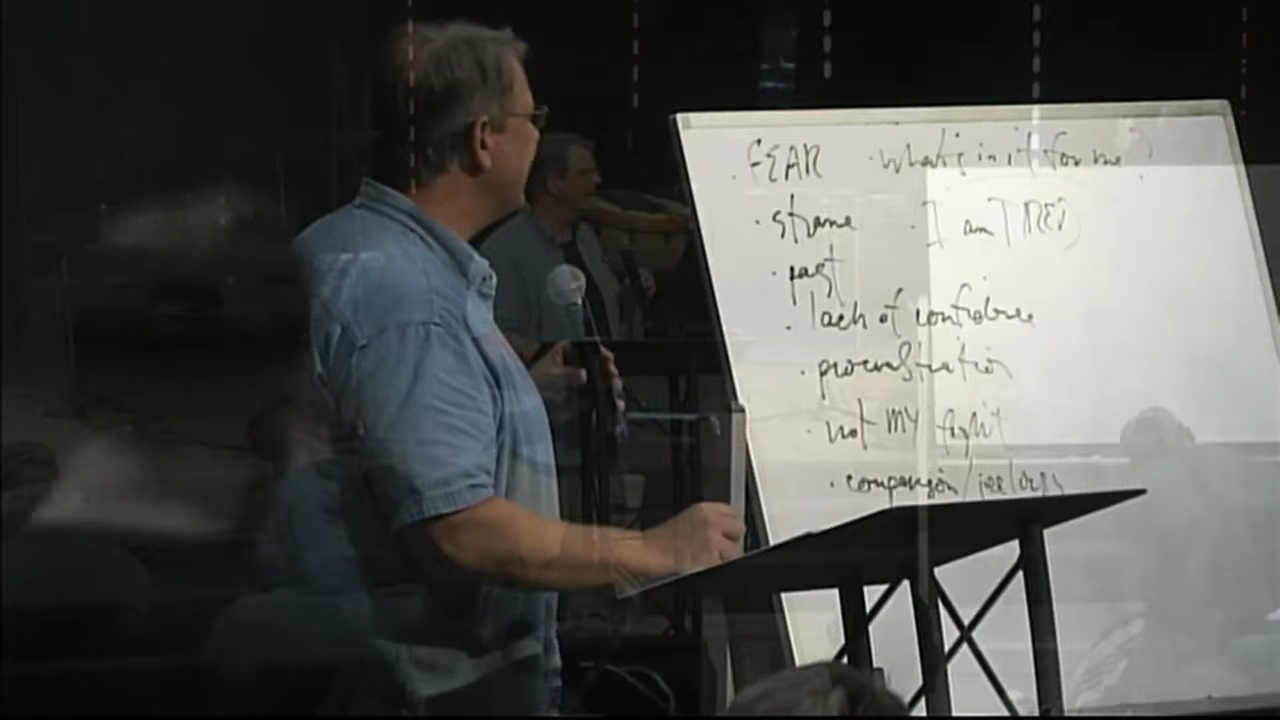 . FEAR · what's in it for me?
· shame · I am TIRED
· past
. lack of confidence
· procrastination
· not MY fight
· comparison/jealousy